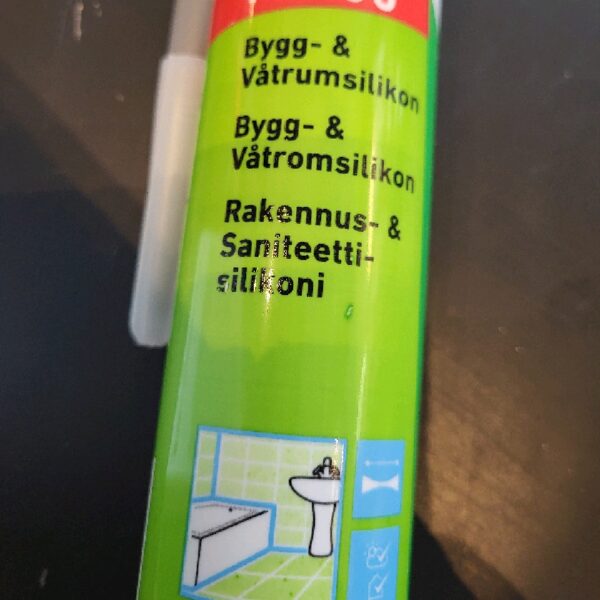 Bygg- &
Våtrumsilikon
Bygg- &
Våtromsilikon
Rakennus- &
Saniteetti-
silikoni